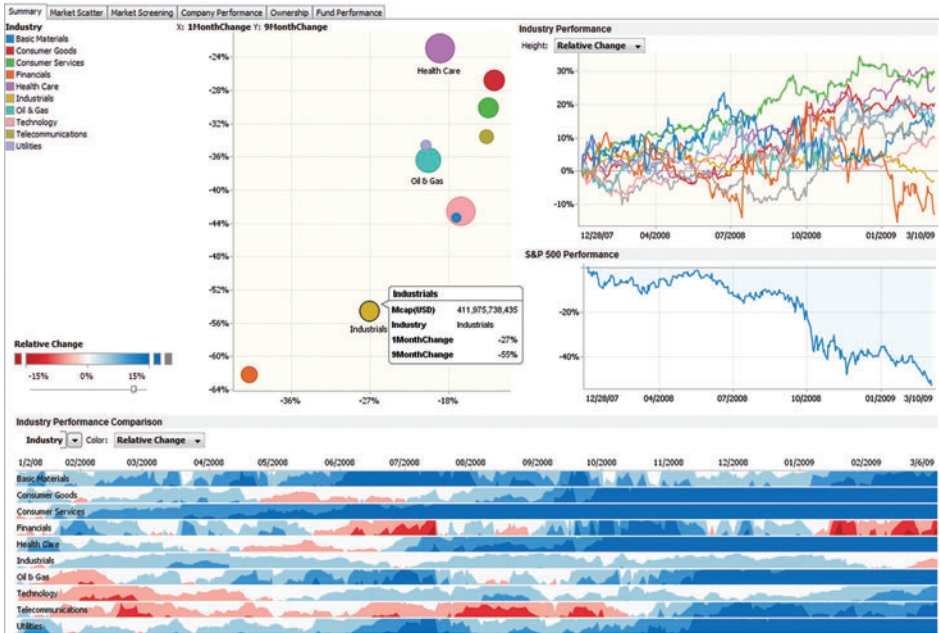 Summary Market Scatter Market Screening Company Performance Ownership Fund Performance
Industry
Basic Materials
Consumer Goods
Consumer Services
Financials
Health Care
Industrials
Oil & Gas
Technology
Telecommunications
Utilities
X: 1MonthChange Y: 9MonthChange
-24%
-28%
-32%
-36%
-40%
-44%
-48%
-52%
-56%
-60%
-64%
Health Care
Oil & Gas
Industrials
Industrials
Mcap(USD) 411,975,738,435
Industry Industrials
1MonthChange -27%
9MonthChange -55%
-36% -27% -18%
Relative Change
-15% 0% 15%
Industry Performance
Height: Relative Change
30%
20%
10%
0%
-10%
12/28/07 04/2008 07/2008 10/2008 01/2009 3/10/09
S&P 500 Performance
-20%
-40%
12/28/07 04/2008 07/2008 10/2008 01/2009 3/10/09
Industry Performance Comparison
Industry Color: Relative Change
1/2/08 02/2008 03/2008 04/2008 05/2008 06/2008 07/2008 08/2008 09/2008 10/2008 11/2008 12/2008 01/2009 02/2009 3/6/09
Basic Materials
Consumer Goods
Consumer Services
Financials
Health Care
Industrials
Oil & Gas
Technology
Telecommunications
Utilities